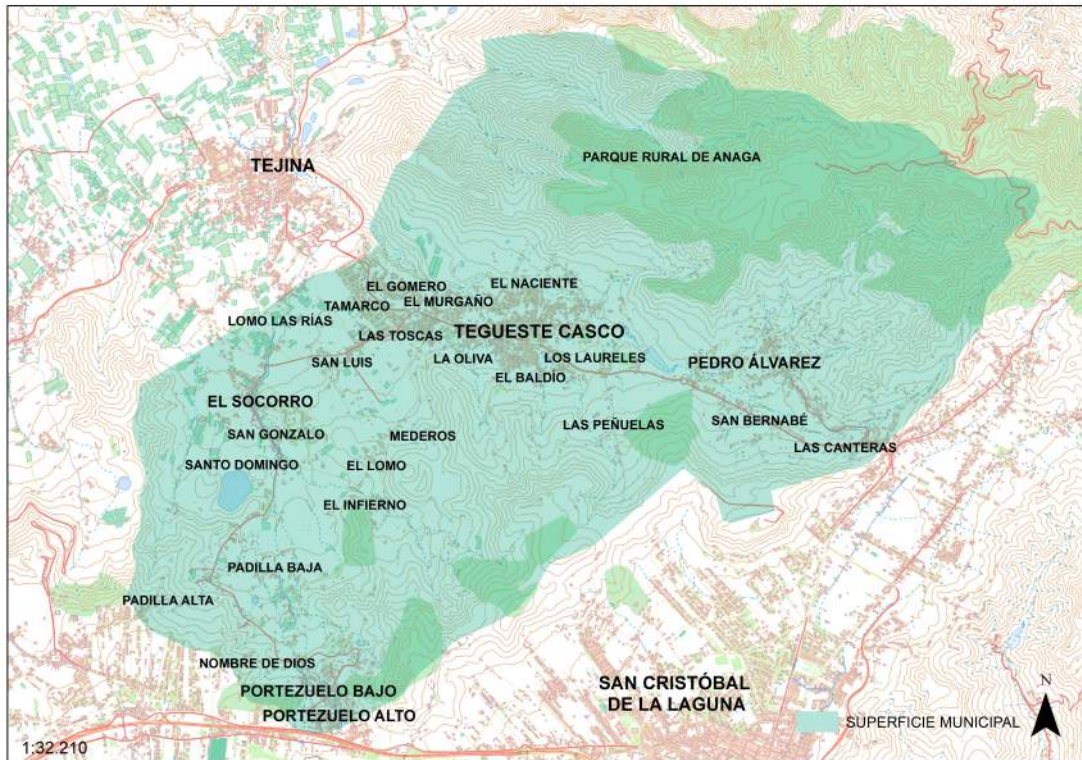 PARQUE RURAL DE ANAGA
TEJINA
EL GOMERO
EL NACIENTE
TAMARCO
EL MURGAÑO
LOMO LAS RÍAS
LAS TOSCAS
TEGUESTE CASCO
SAN LUIS
LA OLIVA
LOS LAURELES
PEDRO ÁLVAREZ
EL BALDÍO
EL SOCORRO
LAS PEÑUELAS
SAN BERNABÉ
SAN GONZALO
MEDEROS
LAS CANTERAS
SANTO DOMINGO
EL LOMO
EL INFIERNO
PADILLA BAJA
PADILLA ALTA
NOMBRE DE DIOS
PORTEZUELO BAJO
PORTEZUELO ALTO
SAN CRISTÓBAL
DE LA LAGUNA
N
SUPERFICIE MUNICIPAL
1:32.210